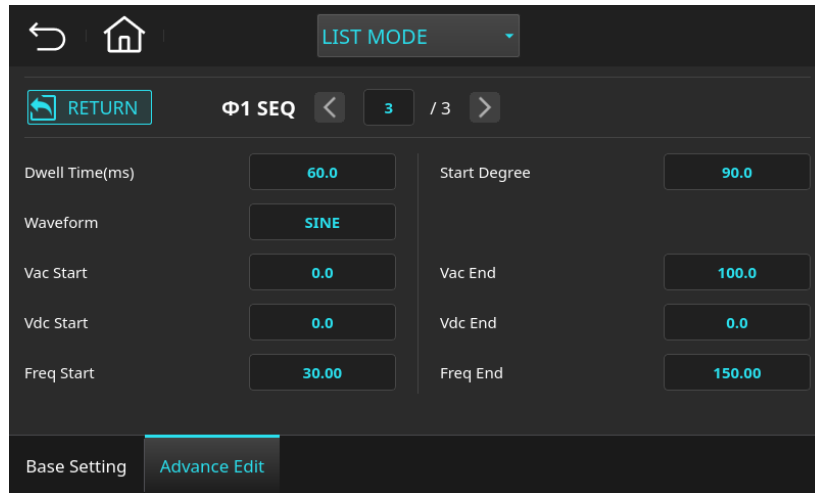 LIST MODE
RETURN Φ1 SEQ 3 / 3
Dwell Time(ms) 60.0 Start Degree 90.0
Waveform SINE
Vac Start 0.0 Vac End 100.0
Vdc Start 0.0 Vdc End 0.0
Freq Start 30.00 Freq End 150.00
Base Setting Advance Edit